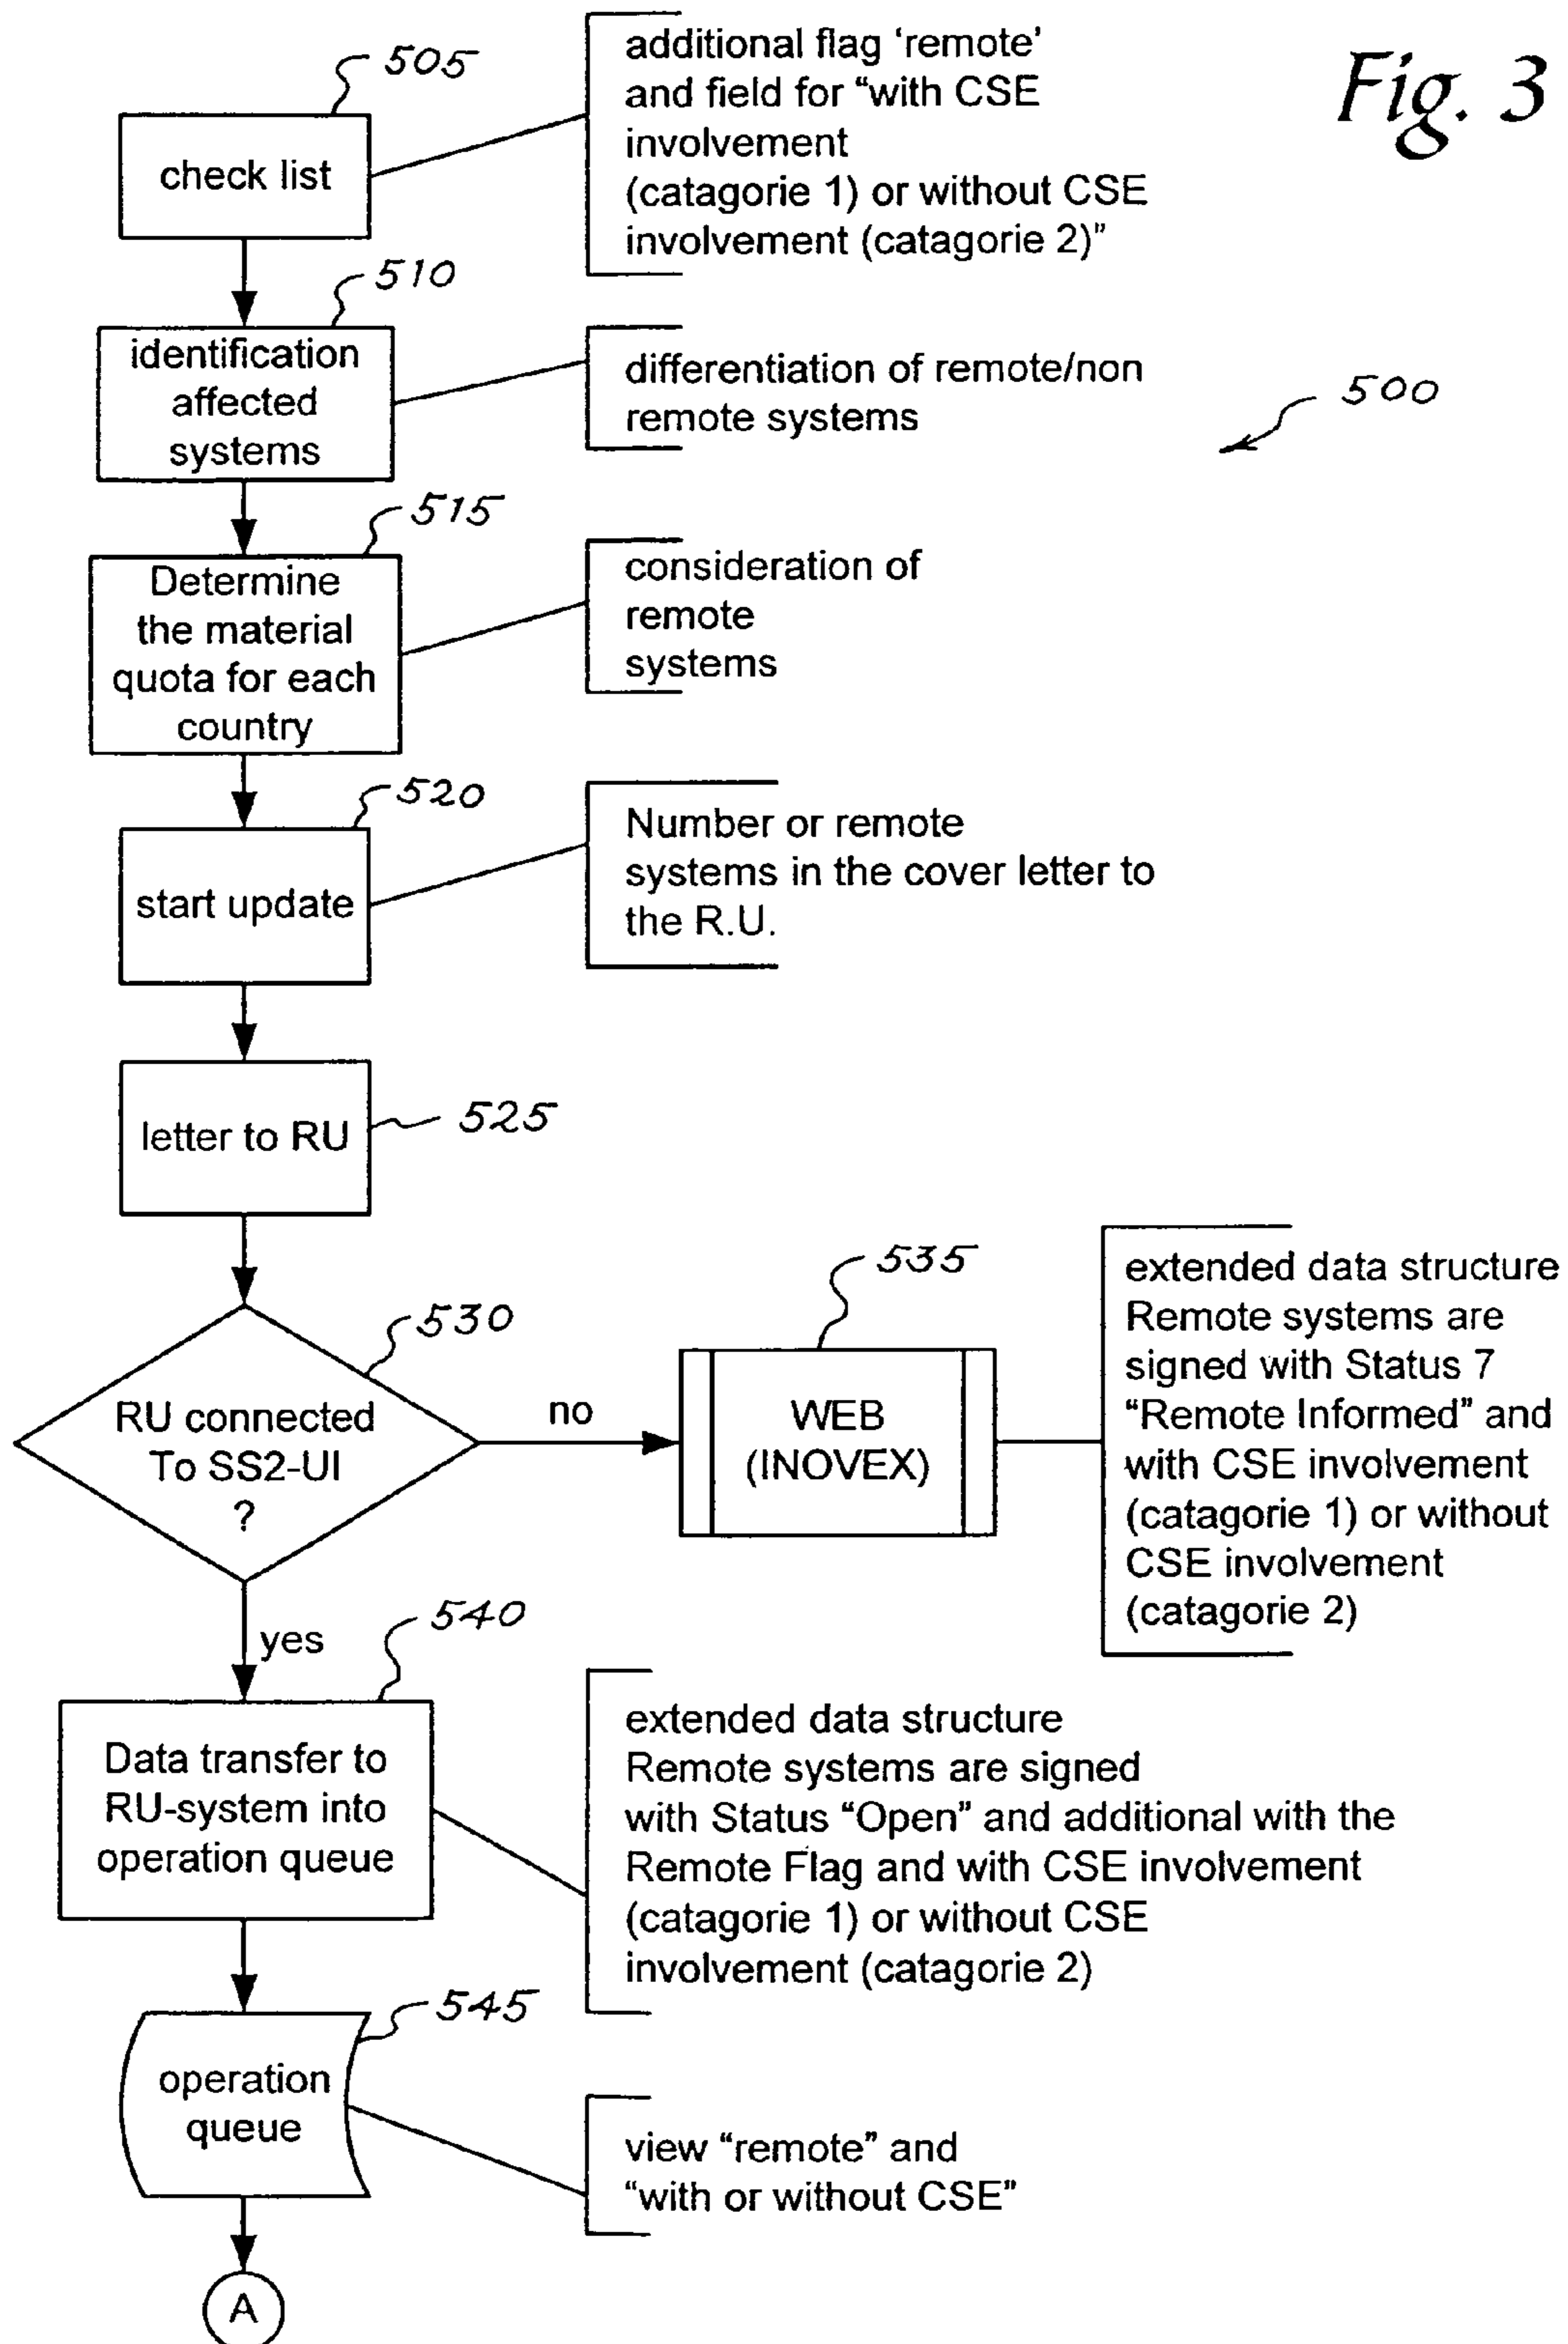 Fig. 3
505
check list
additional flag ‘remote’
and field for “with CSE
involvement
(catagorie 1) or without CSE
involvement (catagorie 2)”
510
identification
affected
systems
differentiation of remote/non
remote systems
500
515
Determine
the material
quota for each
country
consideration of
remote
systems
520
start update
Number or remote
systems in the cover letter to
the R.U.
letter to RU
525
530
RU connected
To SS2-UI
?
no
535
WEB
(INOVEX)
extended data structure
Remote systems are
signed with Status 7
“Remote Informed” and
with CSE involvement
(catagorie 1) or without
CSE involvement
(catagorie 2)
yes
540
Data transfer to
RU-system into
operation queue
extended data structure
Remote systems are signed
with Status “Open” and additional with the
Remote Flag and with CSE involvement
(catagorie 1) or without CSE
involvement (catagorie 2)
545
operation
queue
view “remote” and
“with or without CSE”
A